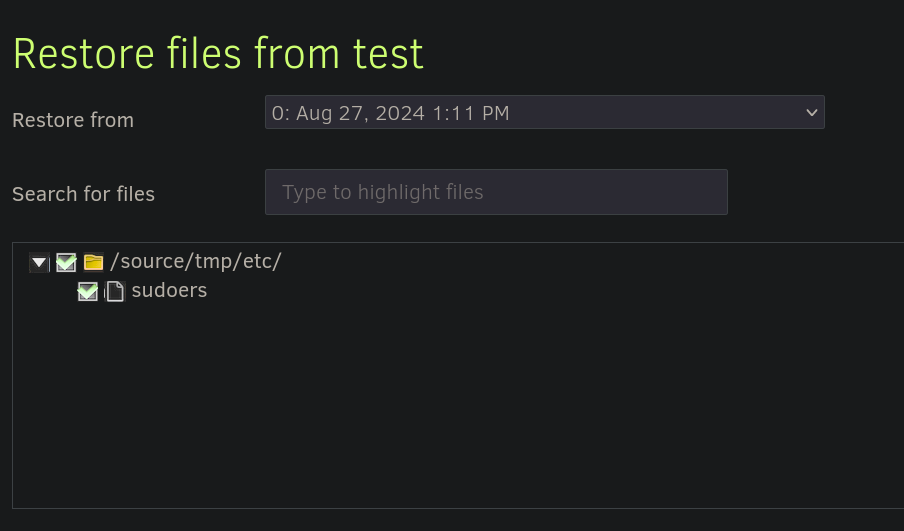 Restore files from test
Restore from
0: Aug 27, 2024 1:11 PM
Search for files
Type to highlight files
/source/tmp/etc/
sudoers